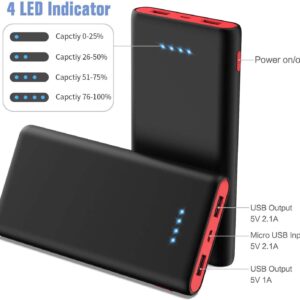 4 LED Indicator
Capctiy 0-25%
Capctiy 26-50%
Capctiy 51-75%
Capctiy 76-100%
Power on/o
USB Output
5V 2.1A
Micro USB Inp
5V 2.1A
USB Output
5V 1A